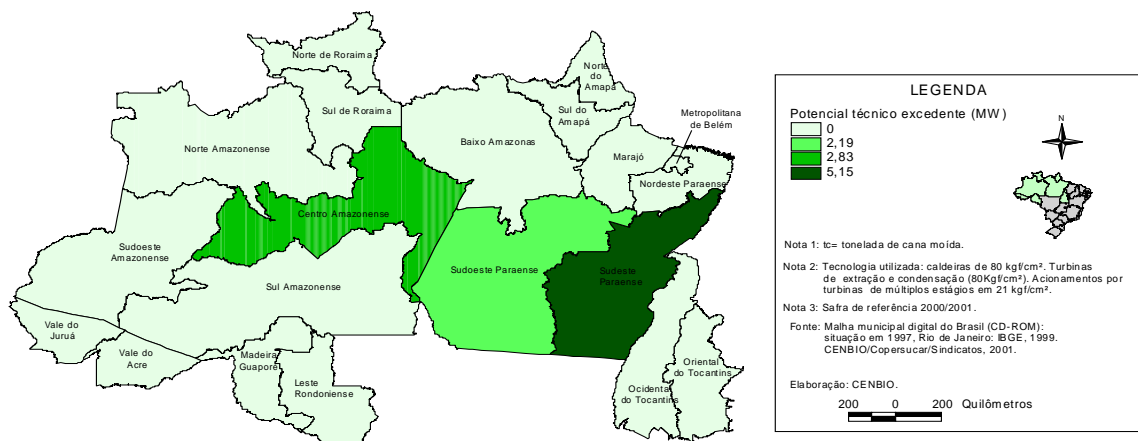 Norte de Roraima
Norte
do
Amapá
Sul de Roraima
Sul do
Amapá
Metropolitana
de Belém
Norte Amazonense
Baixo Amazonas
Marajó
Nordeste Paraense
Centro Amazonense
Sudoeste
Amazonense
Sudoeste Paraense
Sudeste
Paraense
Sul Amazonense
Vale do
Juruá
Vale do
Acre
Madeira
Guaporé
Leste
Rondoniense
Oriental
do Tocantins
Ocidental
do Tocantins
LEGENDA
Potencial técnico excedente (MW)
0
2,19
2,83
5,15
N
Nota 1: tc= tonelada de cana moída.
Nota 2: Tecnologia utilizada: caldeiras de 80 kgf/cm². Turbinas
de extração e condensação (80Kgf/cm²). Acionamentos por
turbinas de múltiplos estágios em 21 kgf/cm².
Nota 3: Safra de referência 2000/2001.
Fonte: Malha municipal digital do Brasil (CD-ROM):
situação em 1997, Rio de Janeiro: IBGE, 1999.
CENBIO/Copersucar/Sindicatos, 2001.
Elaboração: CENBIO.
200 0 200 Quilômetros